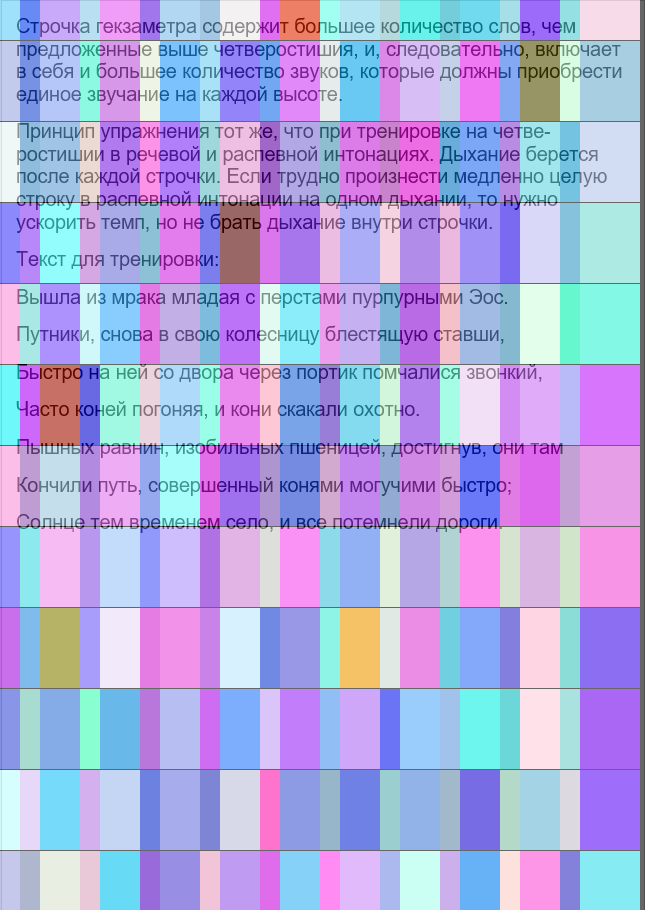 Строчка гекзаметра содержит большее количество слов, чем
предложенные выше четверостишия, и, следовательно, включает
в себя и большее количество звуков, которые должны приобрести
единое звучание на каждой высоте.
Принцип упражнения тот же, что при тренировке на четве-
ростишии в речевой и распевной интонациях. Дыхание берется
после каждой строчки. Если трудно произнести медленно целую
строку в распевной интонации на одном дыхании, то нужно
ускорить темп, но не брать дыхание внутри строчки.
Текст для тренировки:
Вышла из мрака младая с перстами пурпурными Эос.
Путники, снова в свою колесницу блестящую ставши,
Быстро на ней со двора через портик помчалися звонкий,
Часто коней погоняя, и кони скакали охотно.
Пышных равнин, изобильных пшеницей, достигнув, они там
Кончили путь, совершенный конями могучими быстро;
Солнце тем временем село, и все потемнели дороги.